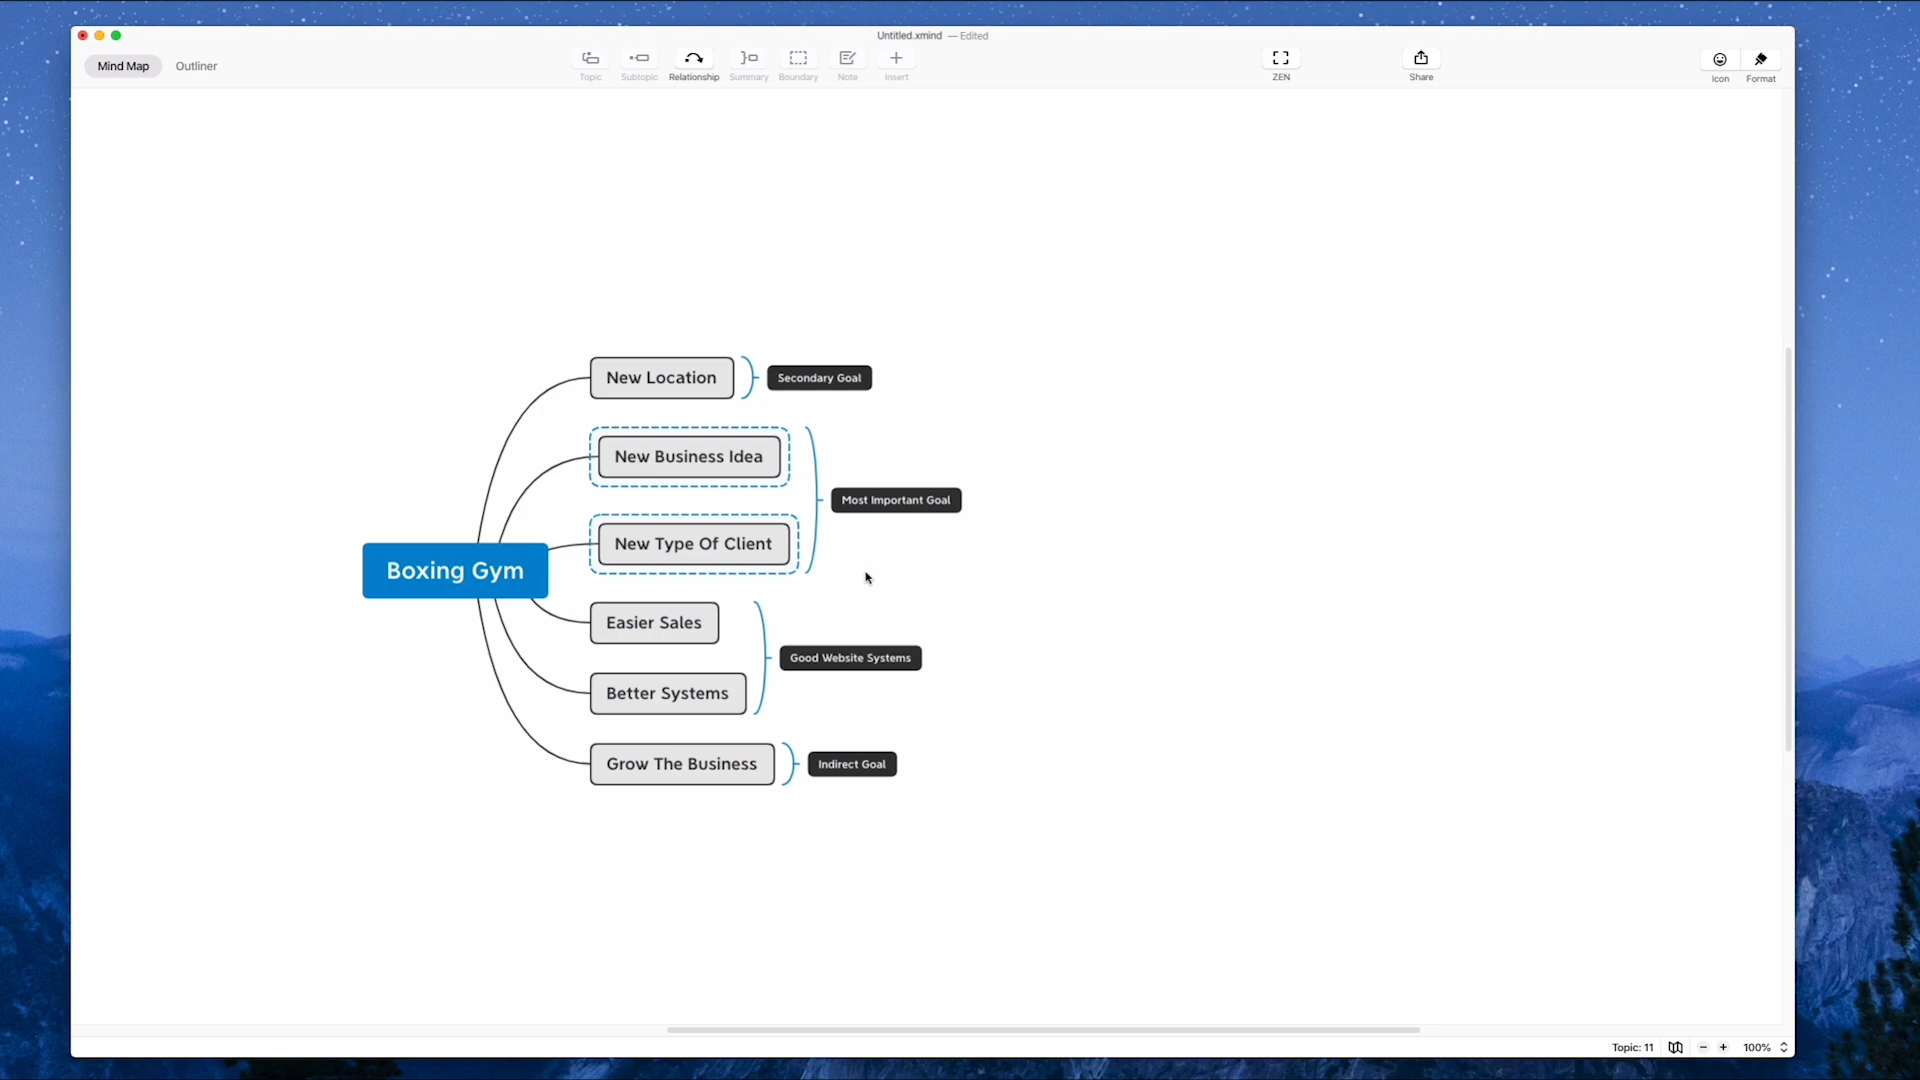 Untitled.xmind — Edited
Mind Map
Outliner
Topic
Subtopic
Relationship
Summary
Boundary
Note
Insert
ZEN
Share
Icon
Format
New Location
Secondary Goal
New Business Idea
Most Important Goal
New Type Of Client
Boxing Gym
Easier Sales
Good Website Systems
Better Systems
Grow The Business
Indirect Goal
Topic: 11
100%